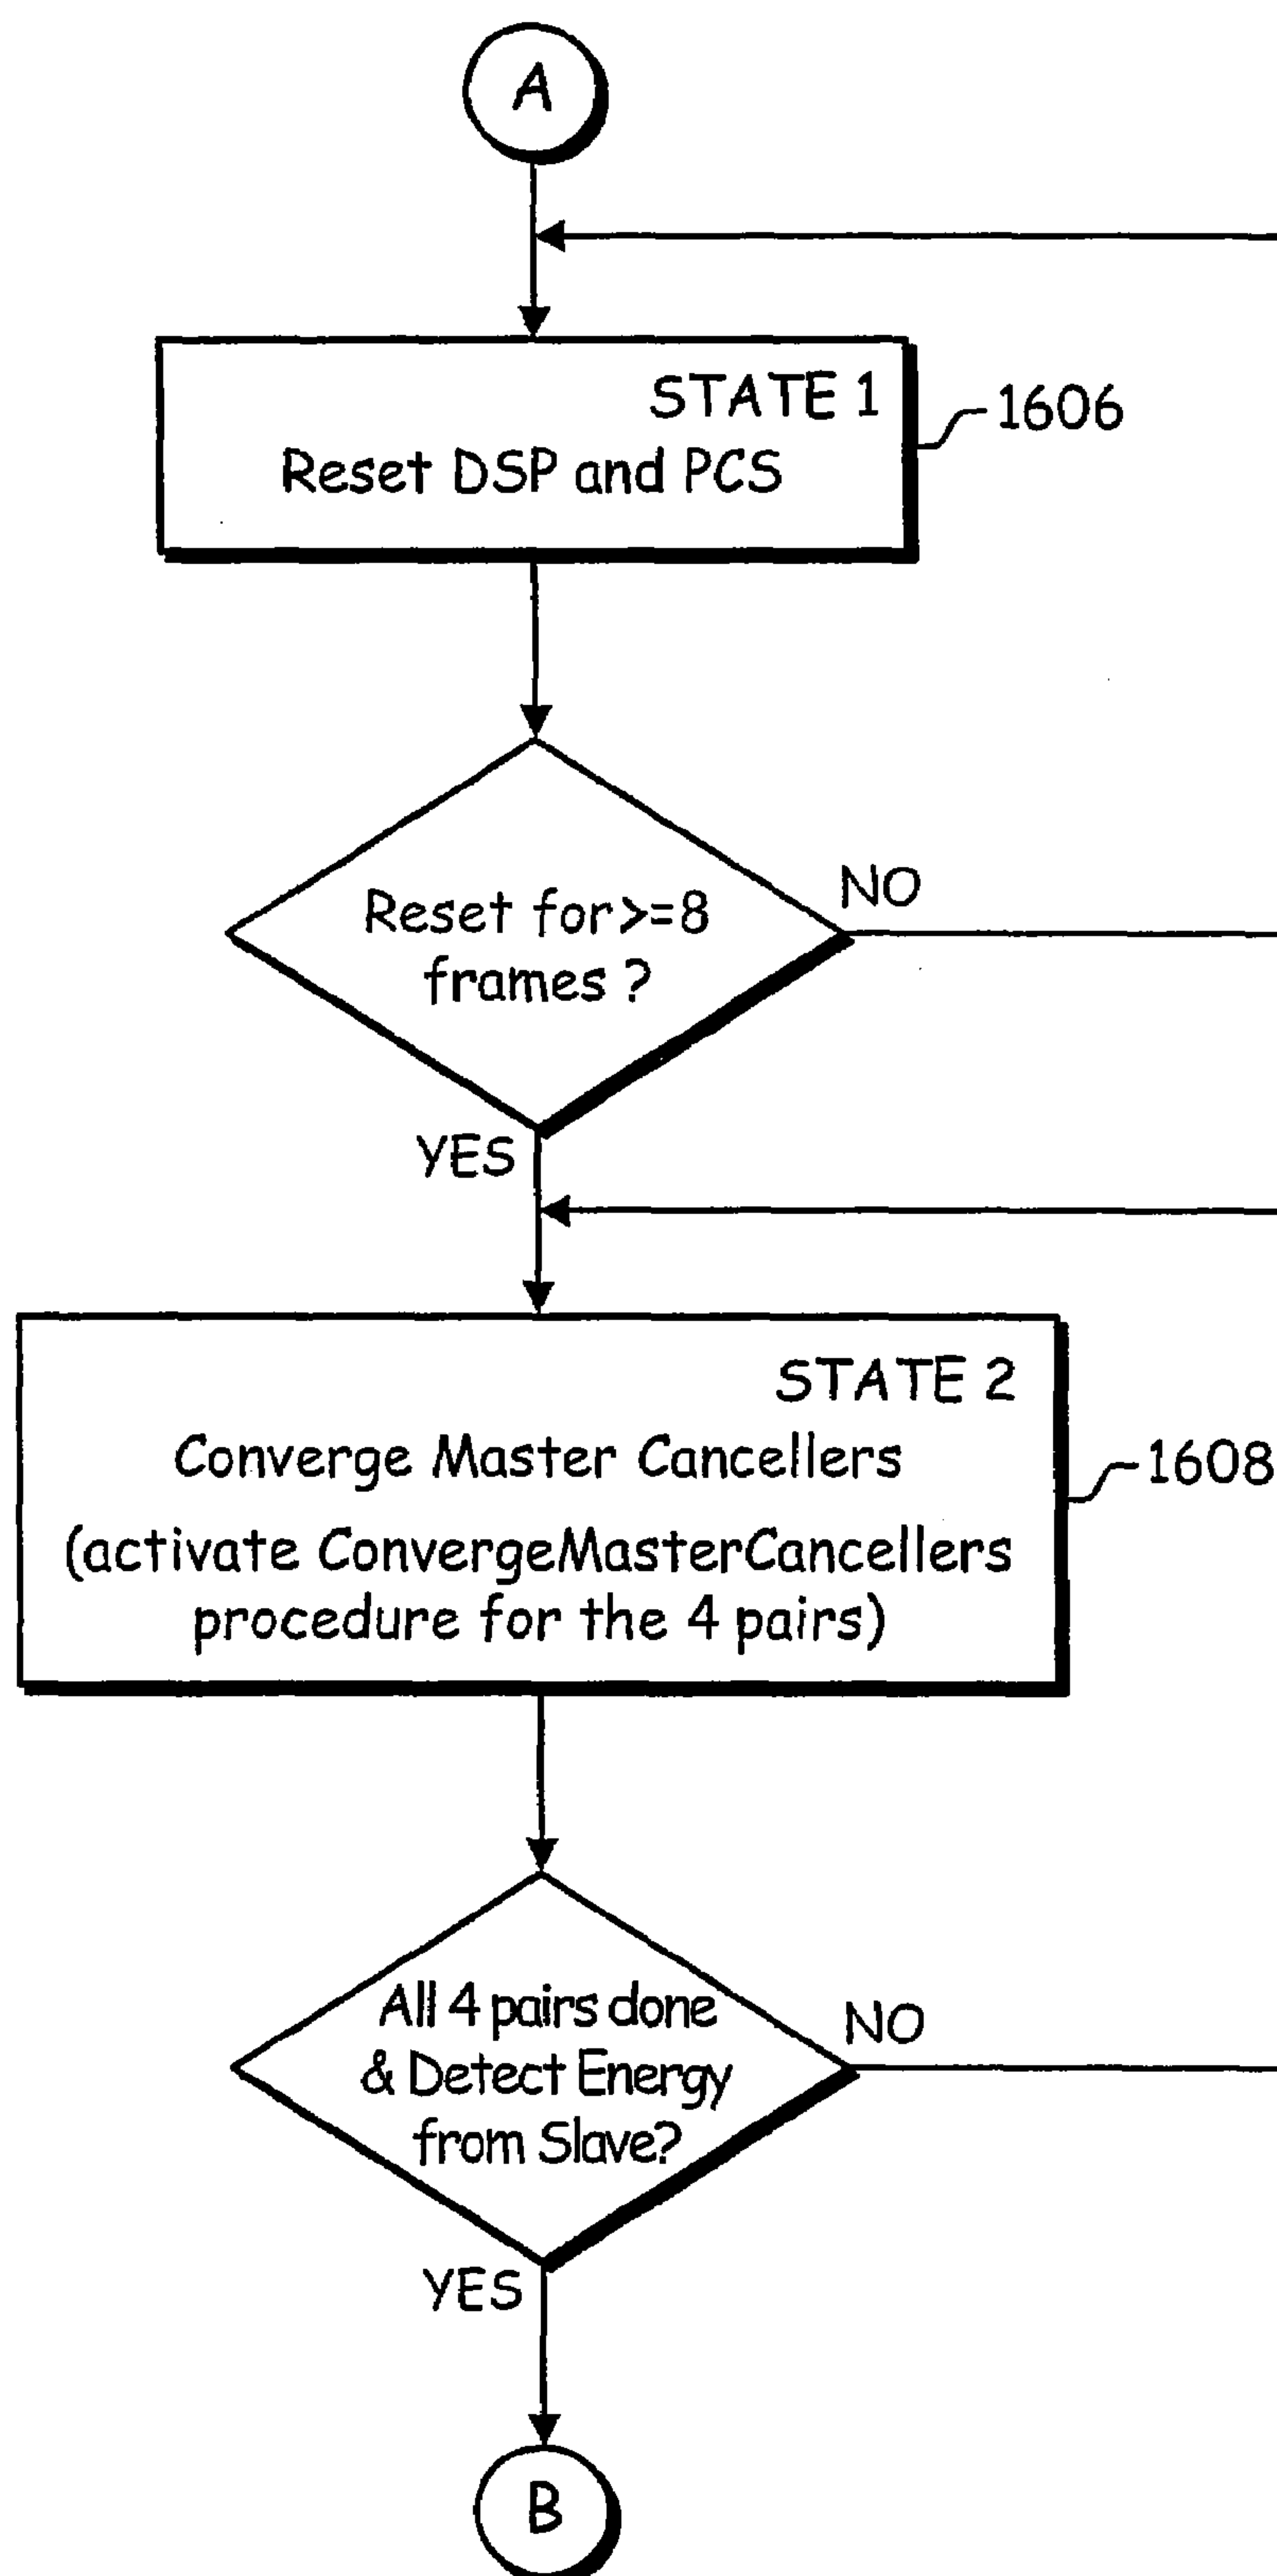 A
STATE 1
1606
Reset DSP and PCS
Reset for >=8
frames ?
NO
YES
STATE 2
Converge Master Cancellers
1608
(activate ConvergeMasterCancellers
procedure for the 4 pairs)
All 4 pairs done
& Detect Energy
from Slave?
NO
YES
B